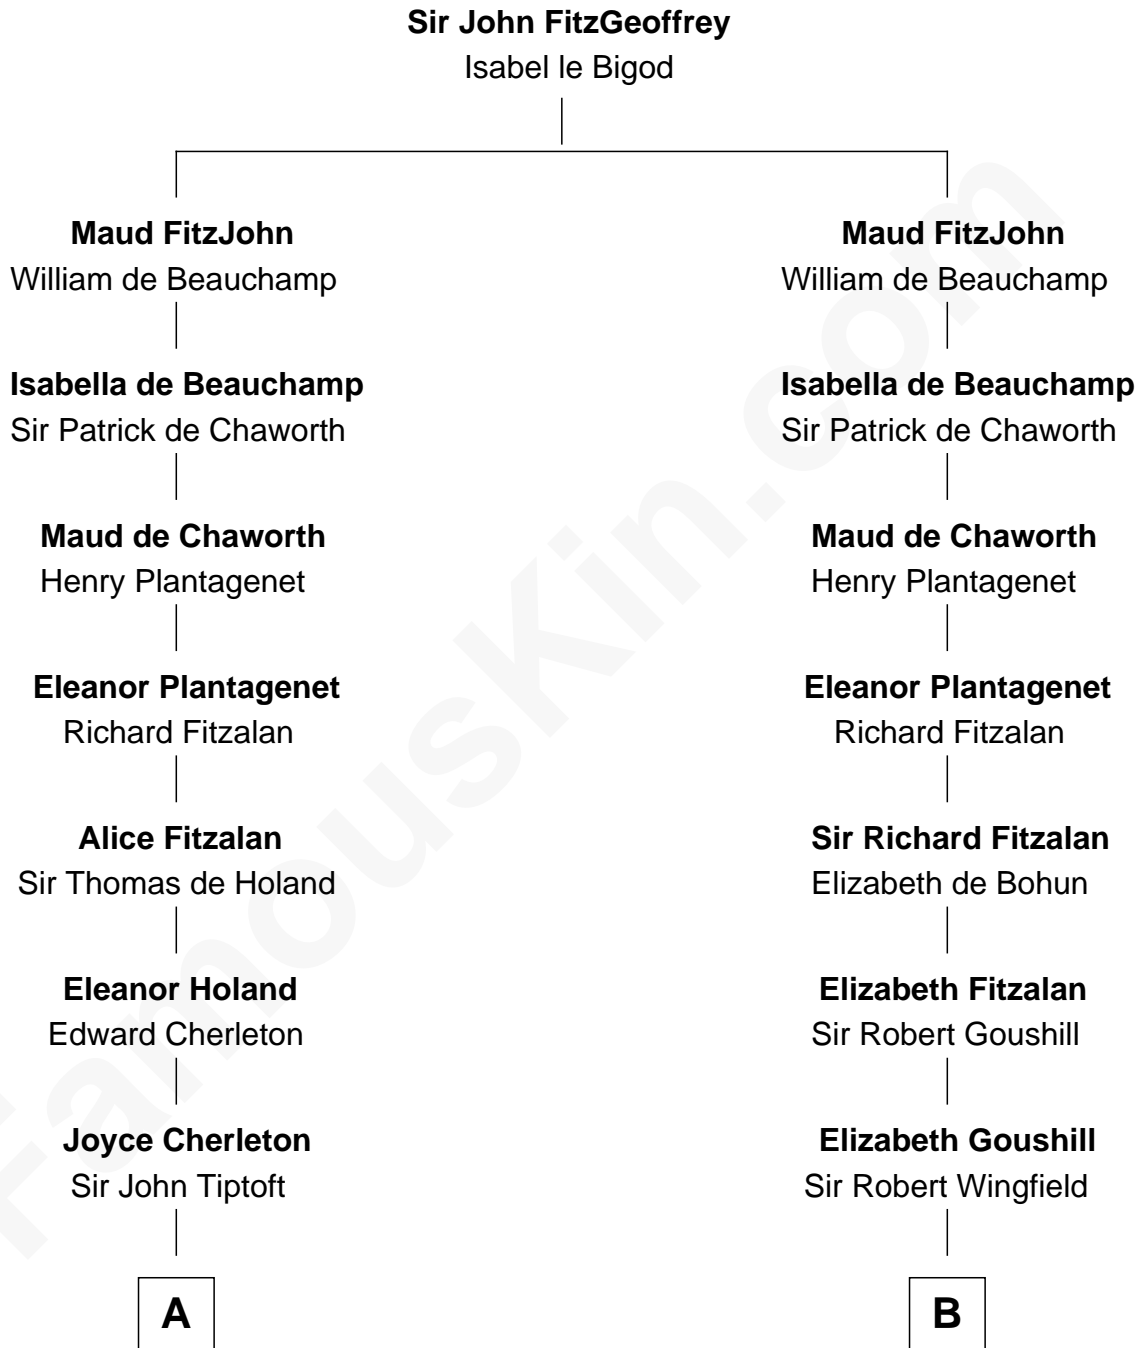 Sir John FitzGeoffrey
Isabel le Bigod
Maud FitzJohn
William de Beauchamp
Isabella de Beauchamp
Sir Patrick de Chaworth
Maud de Chaworth
Henry Plantagenet
Eleanor Plantagenet
Richard Fitzalan
Alice Fitzalan
Sir Thomas de Holand
Eleanor Holand
Edward Cherleton
Joyce Cherleton
Sir John Tiptoft
A
Maud FitzJohn
William de Beauchamp
Isabella de Beauchamp
Sir Patrick de Chaworth
Maud de Chaworth
Henry Plantagenet
Eleanor Plantagenet
Richard Fitzalan
Sir Richard Fitzalan
Elizabeth de Bohun
Elizabeth Fitzalan
Sir Robert Goushill
Elizabeth Goushill
Sir Robert Wingfield
B
FamousKin.com